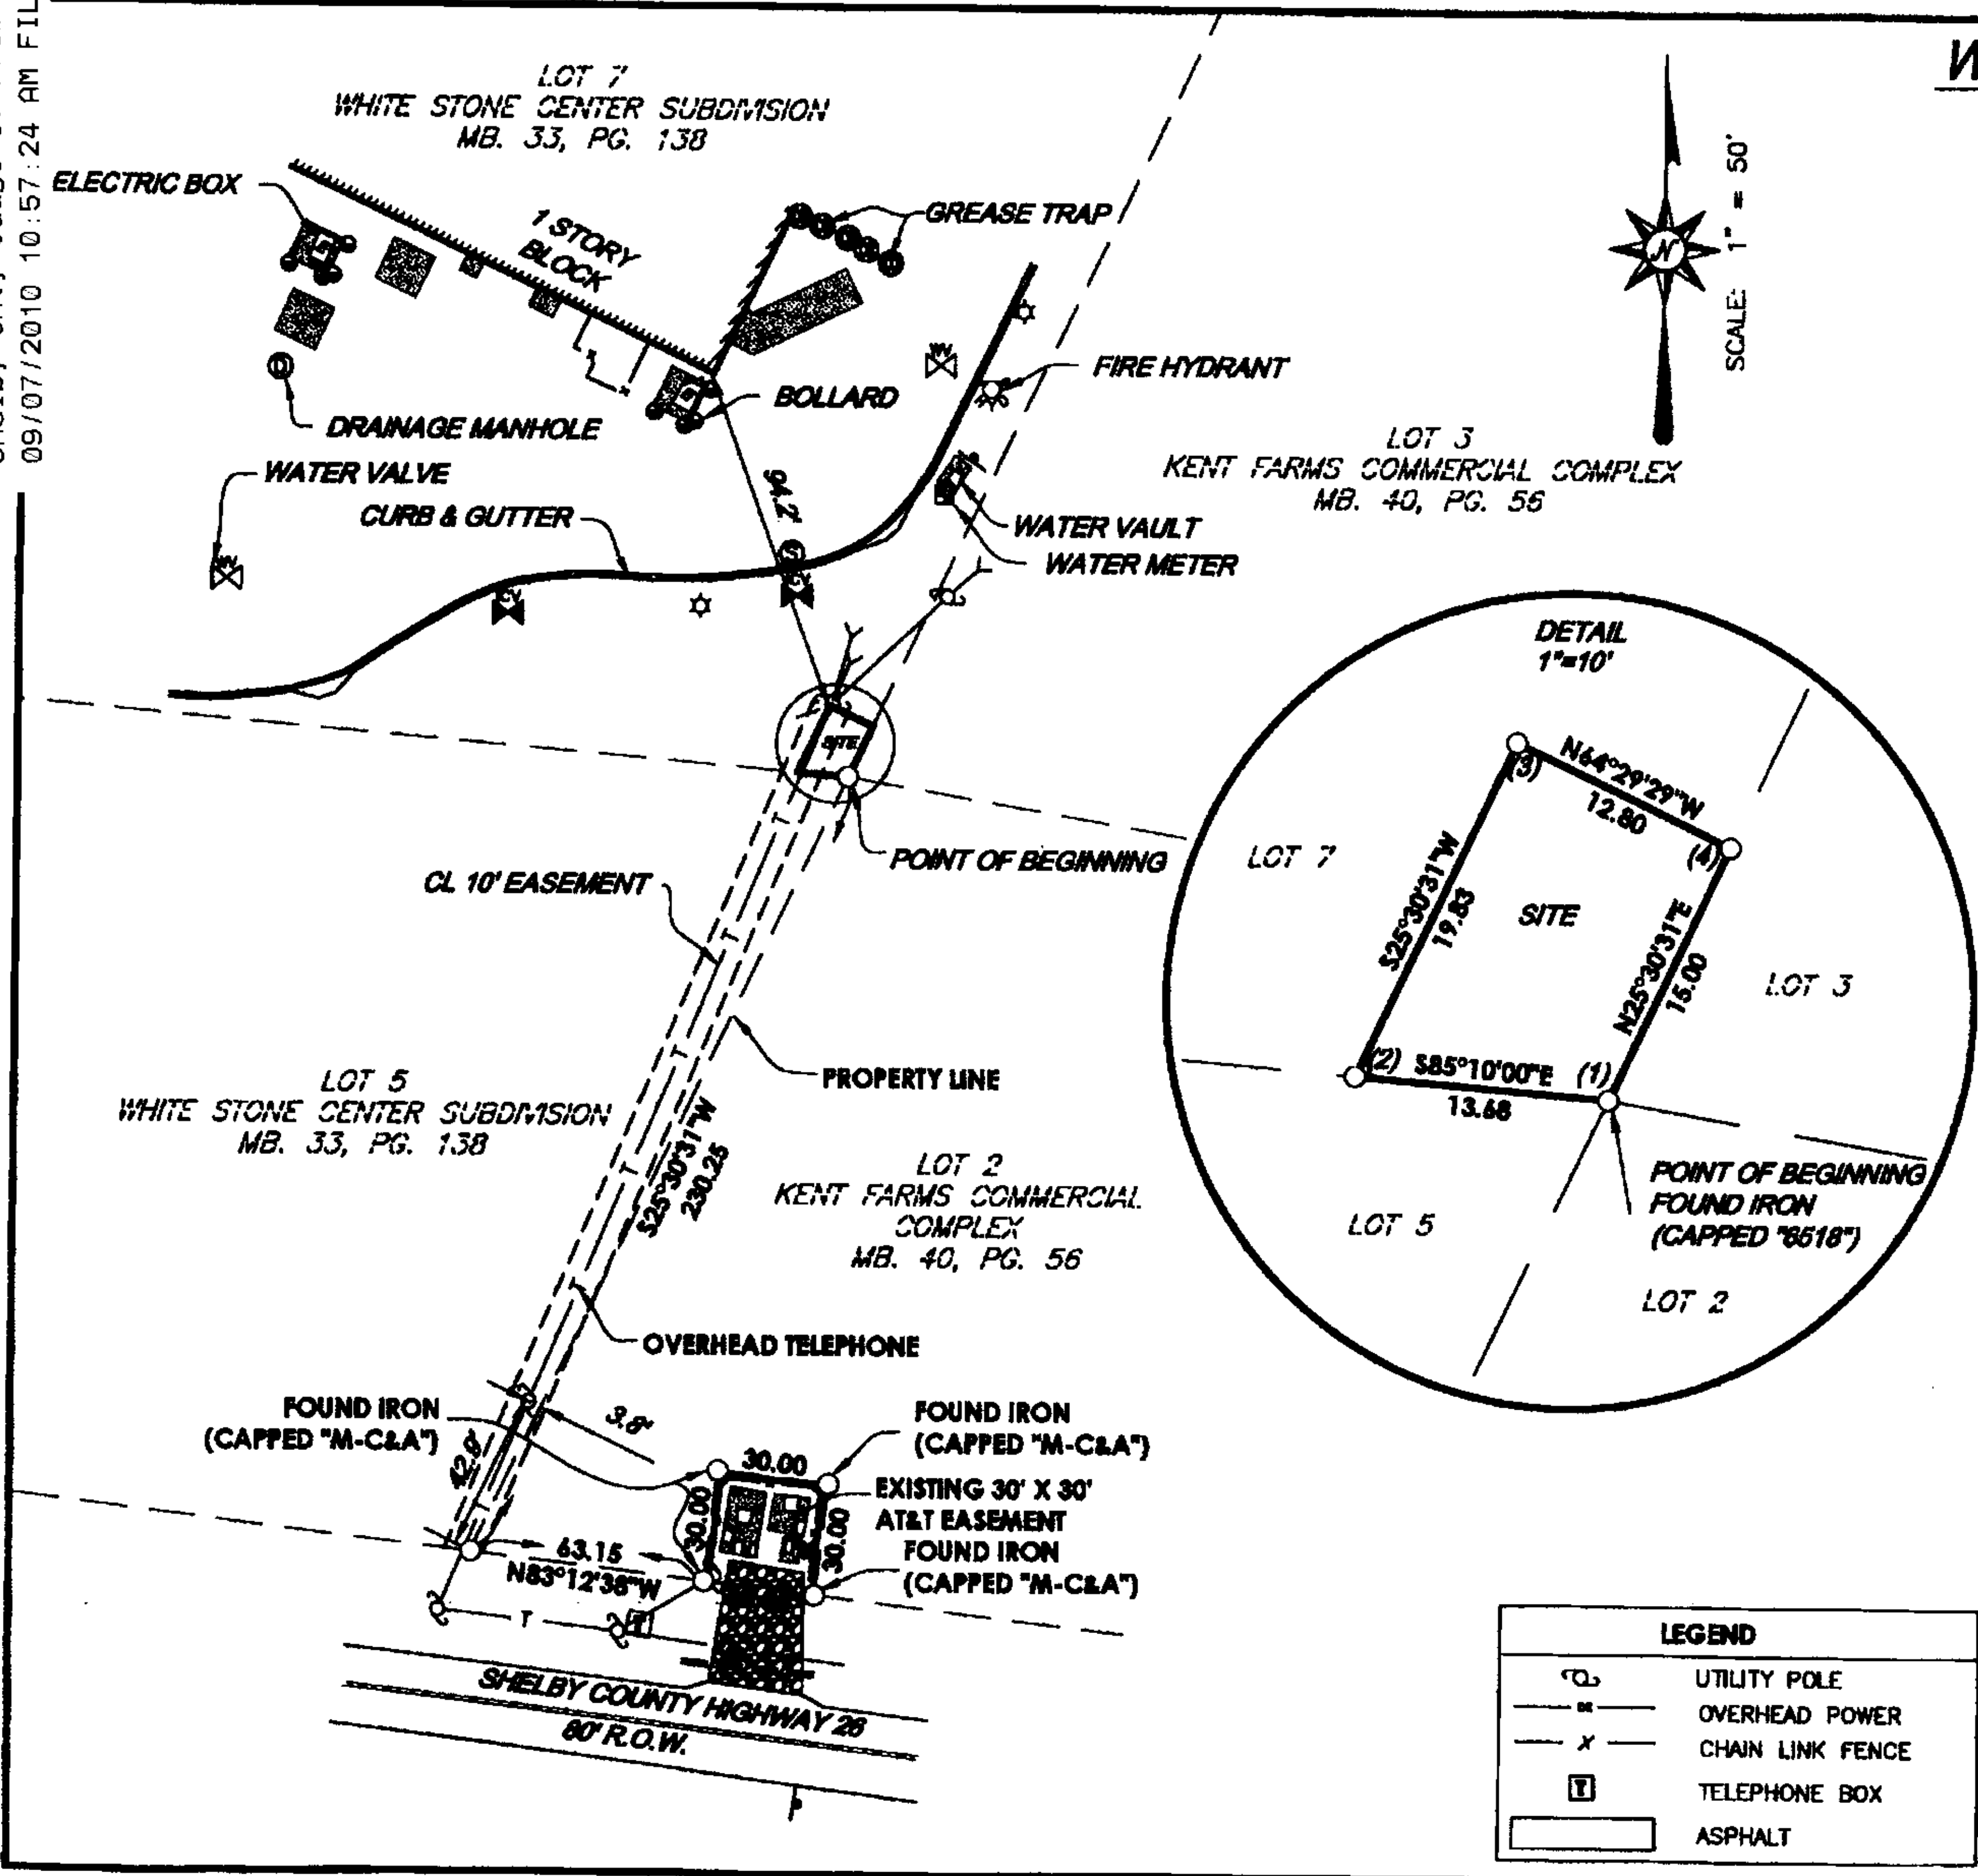 09/07/2010 10:57:24 AM FIL
LOT 7
WHITE STONE CENTER SUBDIVISION
MB. 33, PG. 138
ELECTRIC BOX
1 STORY
BLOCK
GREASE TRAP
SCALE: 1" = 50'
N
FIRE HYDRANT
BOLLARD
DRAINAGE MANHOLE
WATER VALVE
CURB & GUTTER
94.2'
LOT 3
KENT FARMS COMMERCIAL COMPLEX
MB. 40, PG. 56
WATER VAULT
WATER METER
SITE
POINT OF BEGINNING
CL 10' EASEMENT
PROPERTY LINE
LOT 5
WHITE STONE CENTER SUBDIVISION
MB. 33, PG. 138
S25°30'31"W
230.25
LOT 2
KENT FARMS COMMERCIAL
COMPLEX
MB. 40, PG. 56
OVERHEAD TELEPHONE
DETAIL
1"=10'
(3)
N64°29'29"W
12.80
(4)
LOT 7
S25°30'31"W
19.83
SITE
N25°30'31"E
15.00
LOT 3
(2)
S85°10'00"E
(1)
13.68
POINT OF BEGINNING
FOUND IRON
(CAPPED "8518")
LOT 5
LOT 2
FOUND IRON
(CAPPED "M-C&A")
3.8'
42.8'
FOUND IRON
(CAPPED "M-C&A")
30.00
30.00
30.00
EXISTING 30' X 30'
AT&T EASEMENT
FOUND IRON
(CAPPED "M-C&A")
63.15
N83°12'38"W
T
T
SHELBY COUNTY HIGHWAY 26
80' R.O.W.
LEGEND
UTILITY POLE
OVERHEAD POWER
X CHAIN LINK FENCE
T TELEPHONE BOX
ASPHALT